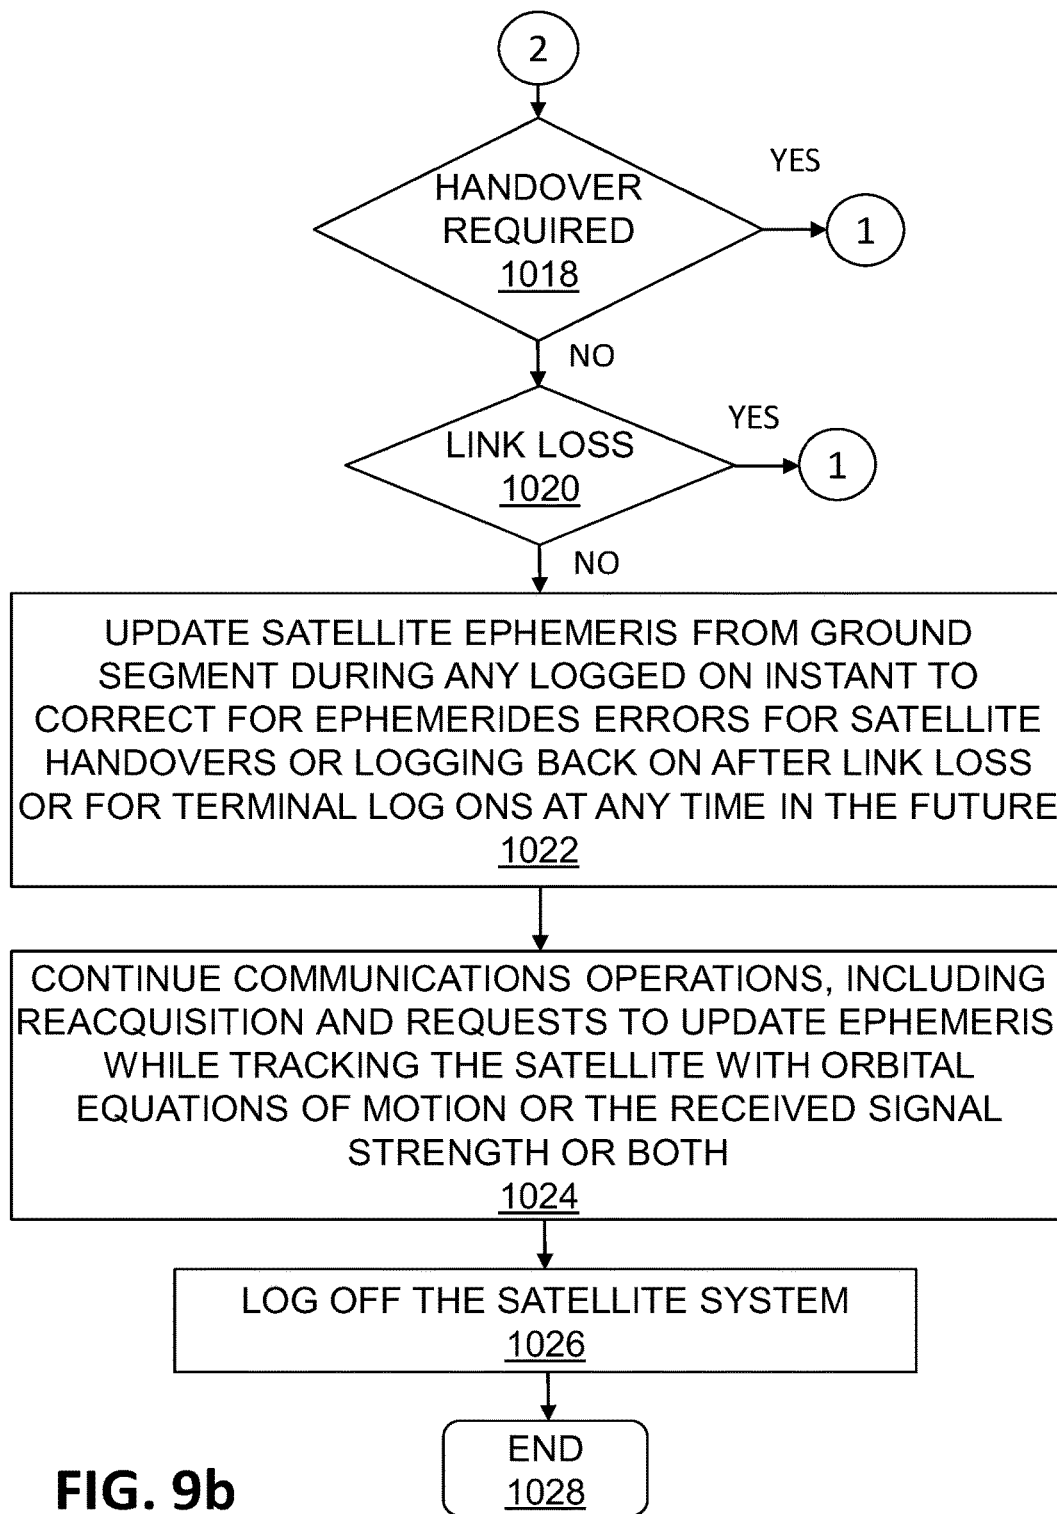 2
HANDOVER
REQUIRED
1018
YES
1
NO
LINK LOSS
1020
YES
1
NO
UPDATE SATELLITE EPHEMERIS FROM GROUND
SEGMENT DURING ANY LOGGED ON INSTANT TO
CORRECT FOR EPHEMERIDES ERRORS FOR SATELLITE
HANDOVERS OR LOGGING BACK ON AFTER LINK LOSS
OR FOR TERMINAL LOG ONS AT ANY TIME IN THE FUTURE
1022
CONTINUE COMMUNICATIONS OPERATIONS, INCLUDING
REACQUISITION AND REQUESTS TO UPDATE EPHEMERIS
WHILE TRACKING THE SATELLITE WITH ORBITAL
EQUATIONS OF MOTION OR THE RECEIVED SIGNAL
STRENGTH OR BOTH
1024
LOG OFF THE SATELLITE SYSTEM
1026
END
1028
FIG. 9b